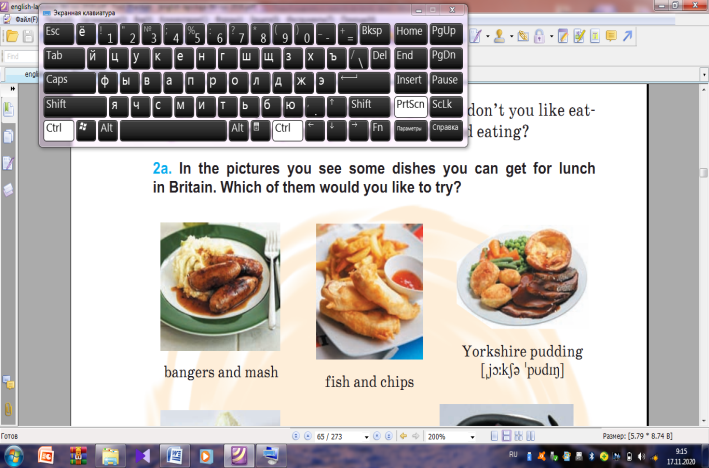 english-la
Экранная клавиатура
Файл(F)
Esc ё ! 1 " 2 № 3 ; 4 % 5 : 6 ? 7 * 8 ( 9 ) 0 _ - + = Bksp Home PgUp
Tab й ц у к е н г ш щ з х ъ / \ Del End PgDn
Caps ф ы в а п р о л д ж э Insert Pause
Shift я ч с м и т ь б ю , . ↑ Shift PrtScn ScLk
Ctrl Alt Alt Ctrl ← ↓ → Fn Параметры Справка
Find
engli
don't you like eat-
d eating?
2a. In the pictures you see some dishes you can get for lunch
in Britain. Which of them would you like to try?
bangers and mash
fish and chips
Yorkshire pudding
[ˌjɔːkʃə ˈpʊdɪŋ]
Готов 65 / 273 200% Размер: [5.79 * 8.74 В]
RU 9:15
17.11.2020